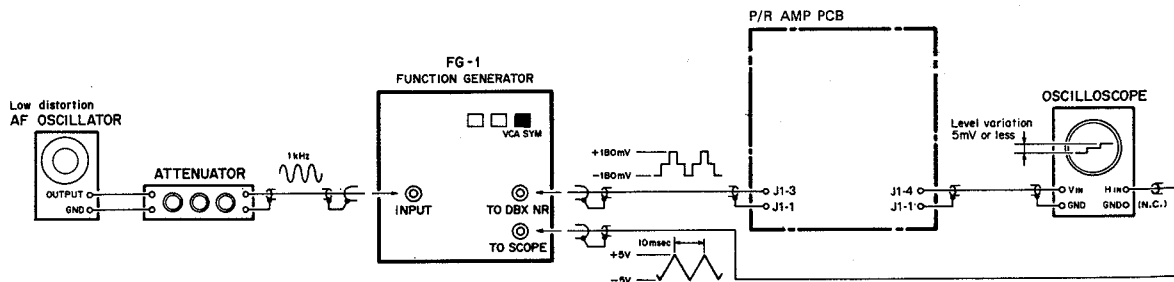 Low distortion
AF OSCILLATOR
OUTPUT
GND
ATTENUATOR
1kHz
FG-1
FUNCTION GENERATOR
VCA SYM
INPUT
TO DBX NR
TO SCOPE
+180mV
-180mV
10msec
+5V
-5V
P/R AMP PCB
J1-3
J1-1
J1-4
J1-1
OSCILLOSCOPE
Level variation
5mV or less
VIN
HIN
GND
GND
(N.C.)